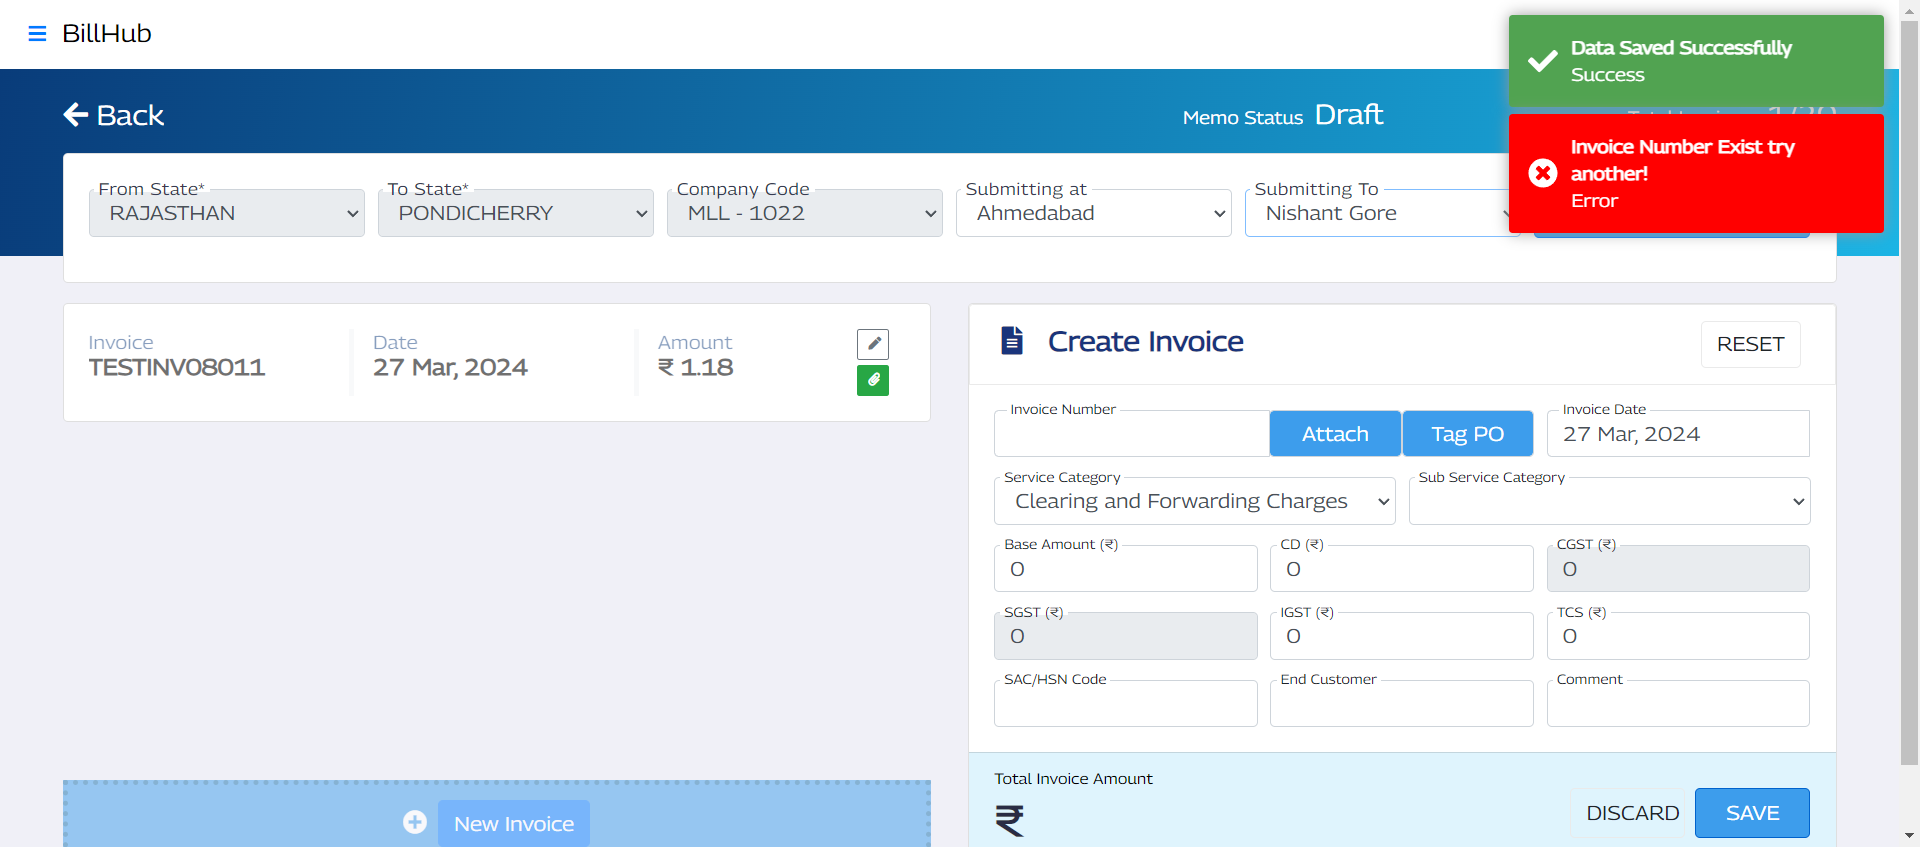 BillHub
Data Saved Successfully
Success
Back
Memo Status Draft
Invoice Number Exist try
another!
Error
From State*
RAJASTHAN
To State*
PONDICHERRY
Company Code
MLL - 1022
Submitting at
Ahmedabad
Submitting To
Nishant Gore
Invoice
TESTINV08011
Date
27 Mar, 2024
Amount
₹ 1.18
Create Invoice
RESET
Invoice Number
Attach
Tag PO
Invoice Date
27 Mar, 2024
Service Category
Clearing and Forwarding Charges
Sub Service Category
Base Amount (₹)
0
CD (₹)
0
CGST (₹)
0
SGST (₹)
0
IGST (₹)
0
TCS (₹)
0
SAC/HSN Code
End Customer
Comment
Total Invoice Amount
₹
DISCARD
SAVE
New Invoice